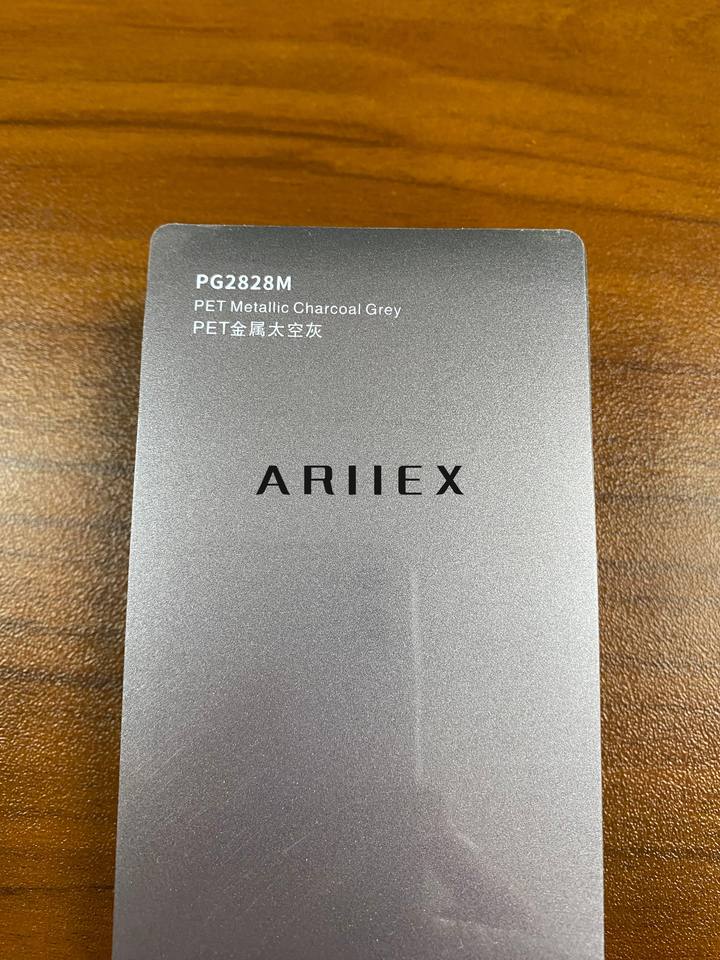 PG2828M
PET Metallic Charcoal Grey
PET金属太空灰
ARIIEX